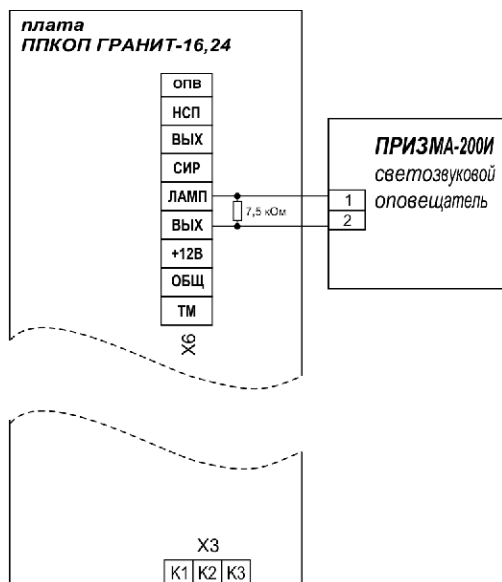 плата
ППКОП ГРАНИТ-16,24
ОПВ
НСП
ВЫХ
СИР
ЛАМП
7,5 кОм
ВЫХ
+12В
ОБЩ
ТМ
Х6
ПРИЗМА-200И
светозвуковой
оповещатель
1
2
Х3
К1 К2 К3